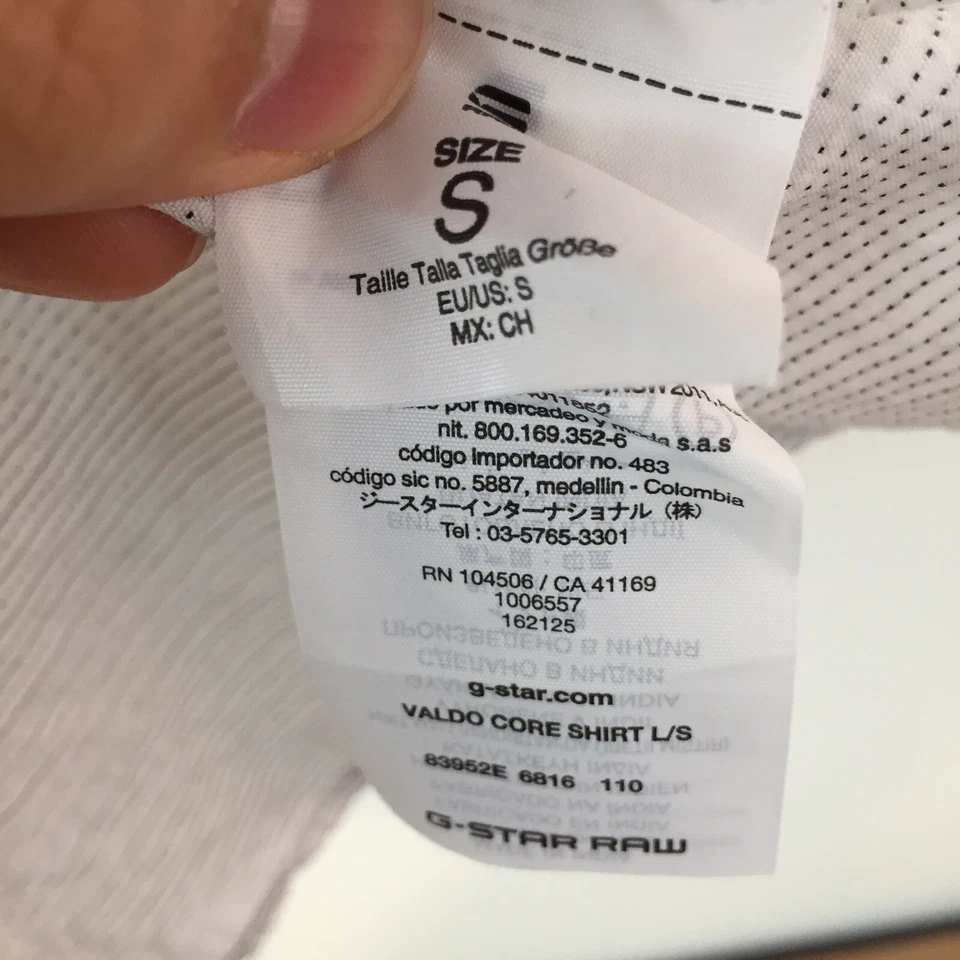 SIZE
S
Taille Talla Taglia Größe
EU/US: S
MX: CH
NSW 2011,
1011552
por mercadeo y moda s.a.s
nit. 800.169.352-6
código importador no. 483
código sic no. 5887, medellin - Colombia
ジースターインターナショナル（株）
Tel : 03-5765-3301
RN 104506 / CA 41169
1006557
162125
g-star.com
VALDO CORE SHIRT L/S
83952E 6816 110
G-STAR RAW